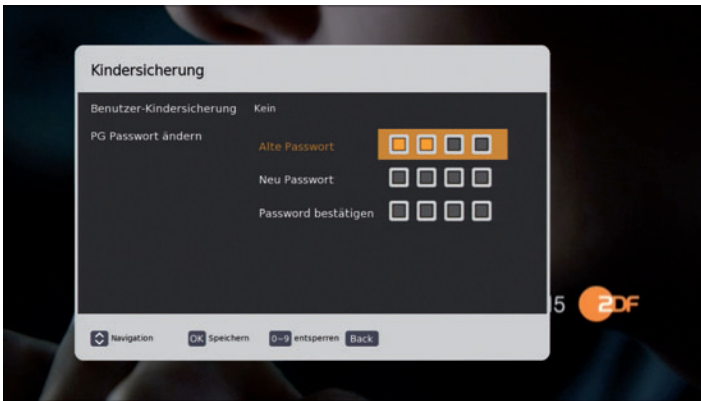 Kindersicherung
Benutzer-Kindersicherung Kein
PG Passwort ändern
Alte Passwort
Neu Passwort
Password bestätigen
15 ZDF
Navigation OK Speichern 0~9 entsperren Back